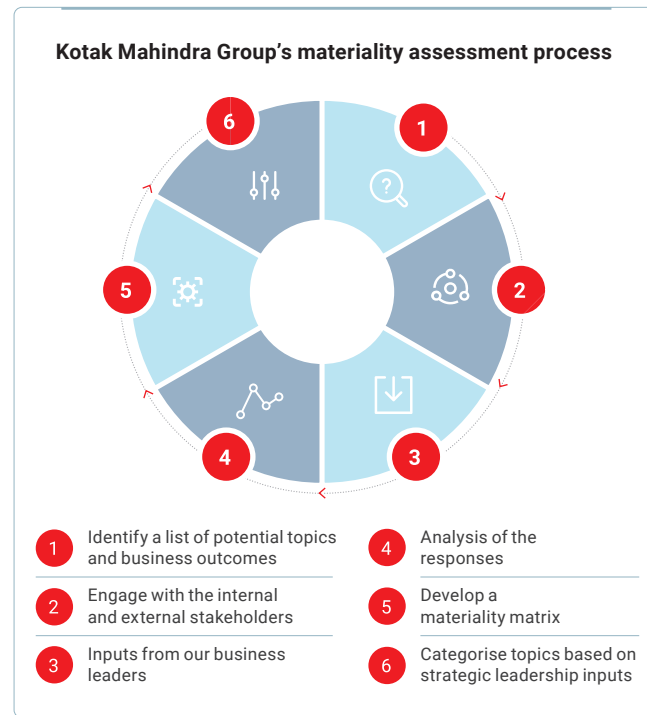 Kotak Mahindra Group's materiality assessment process
6
1
?
5
2
4
3
1
Identify a list of potential topics
and business outcomes
2
Engage with the internal
and external stakeholders
3
Inputs from our business
leaders
4
Analysis of the
responses
5
Develop a
materiality matrix
6
Categorise topics based on
strategic leadership inputs